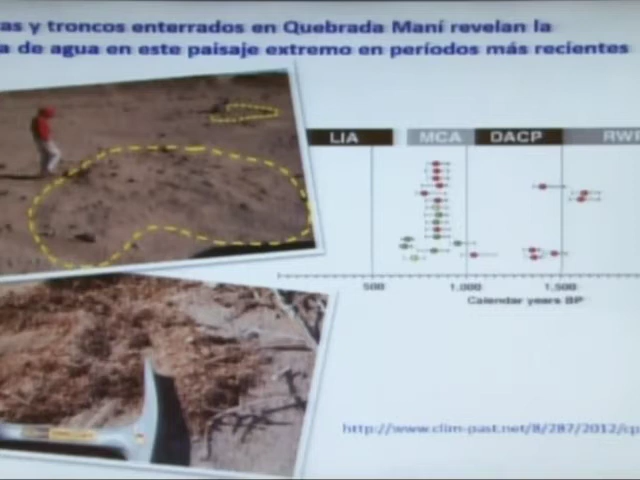 as y troncos enterrados en Quebrada Maní revelan la
a de agua en este paisaje extremo en períodos más recientes
LIA MCA DACP RWP
500 1,000 1,500
Calendar years BP
http://www.clim-past.net/8/287/2012/cp